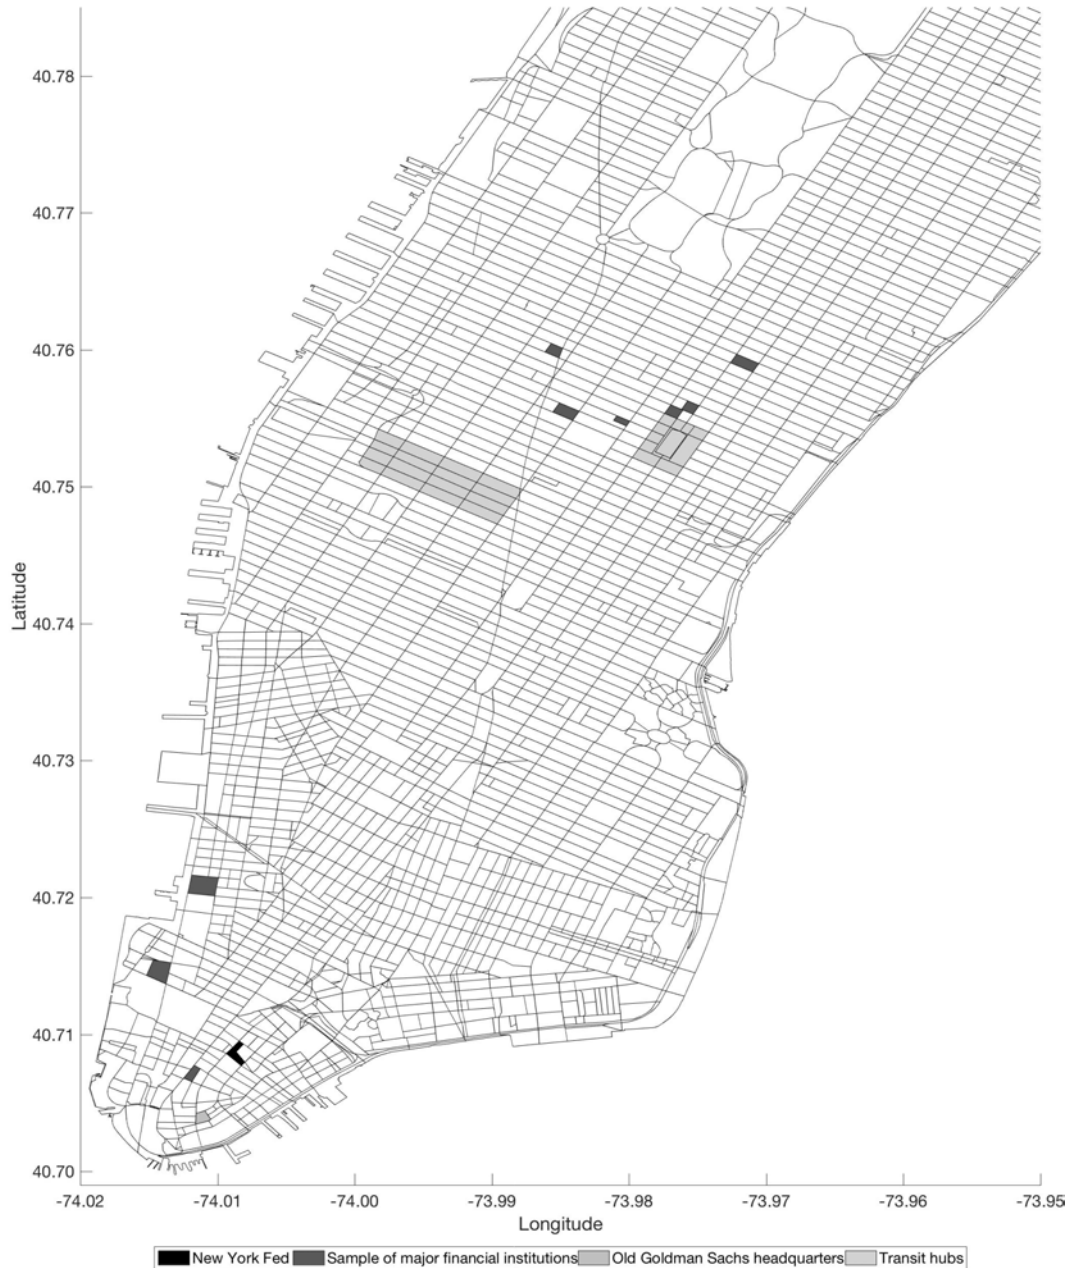 40.78
40.77
40.76
40.75
40.74
40.73
40.72
40.71
40.70
Latitude
-74.02 -74.01 -74.00 -73.99 -73.98 -73.97 -73.96 -73.95
Longitude
New York Fed Sample of major financial institutions Old Goldman Sachs headquarters Transit hubs